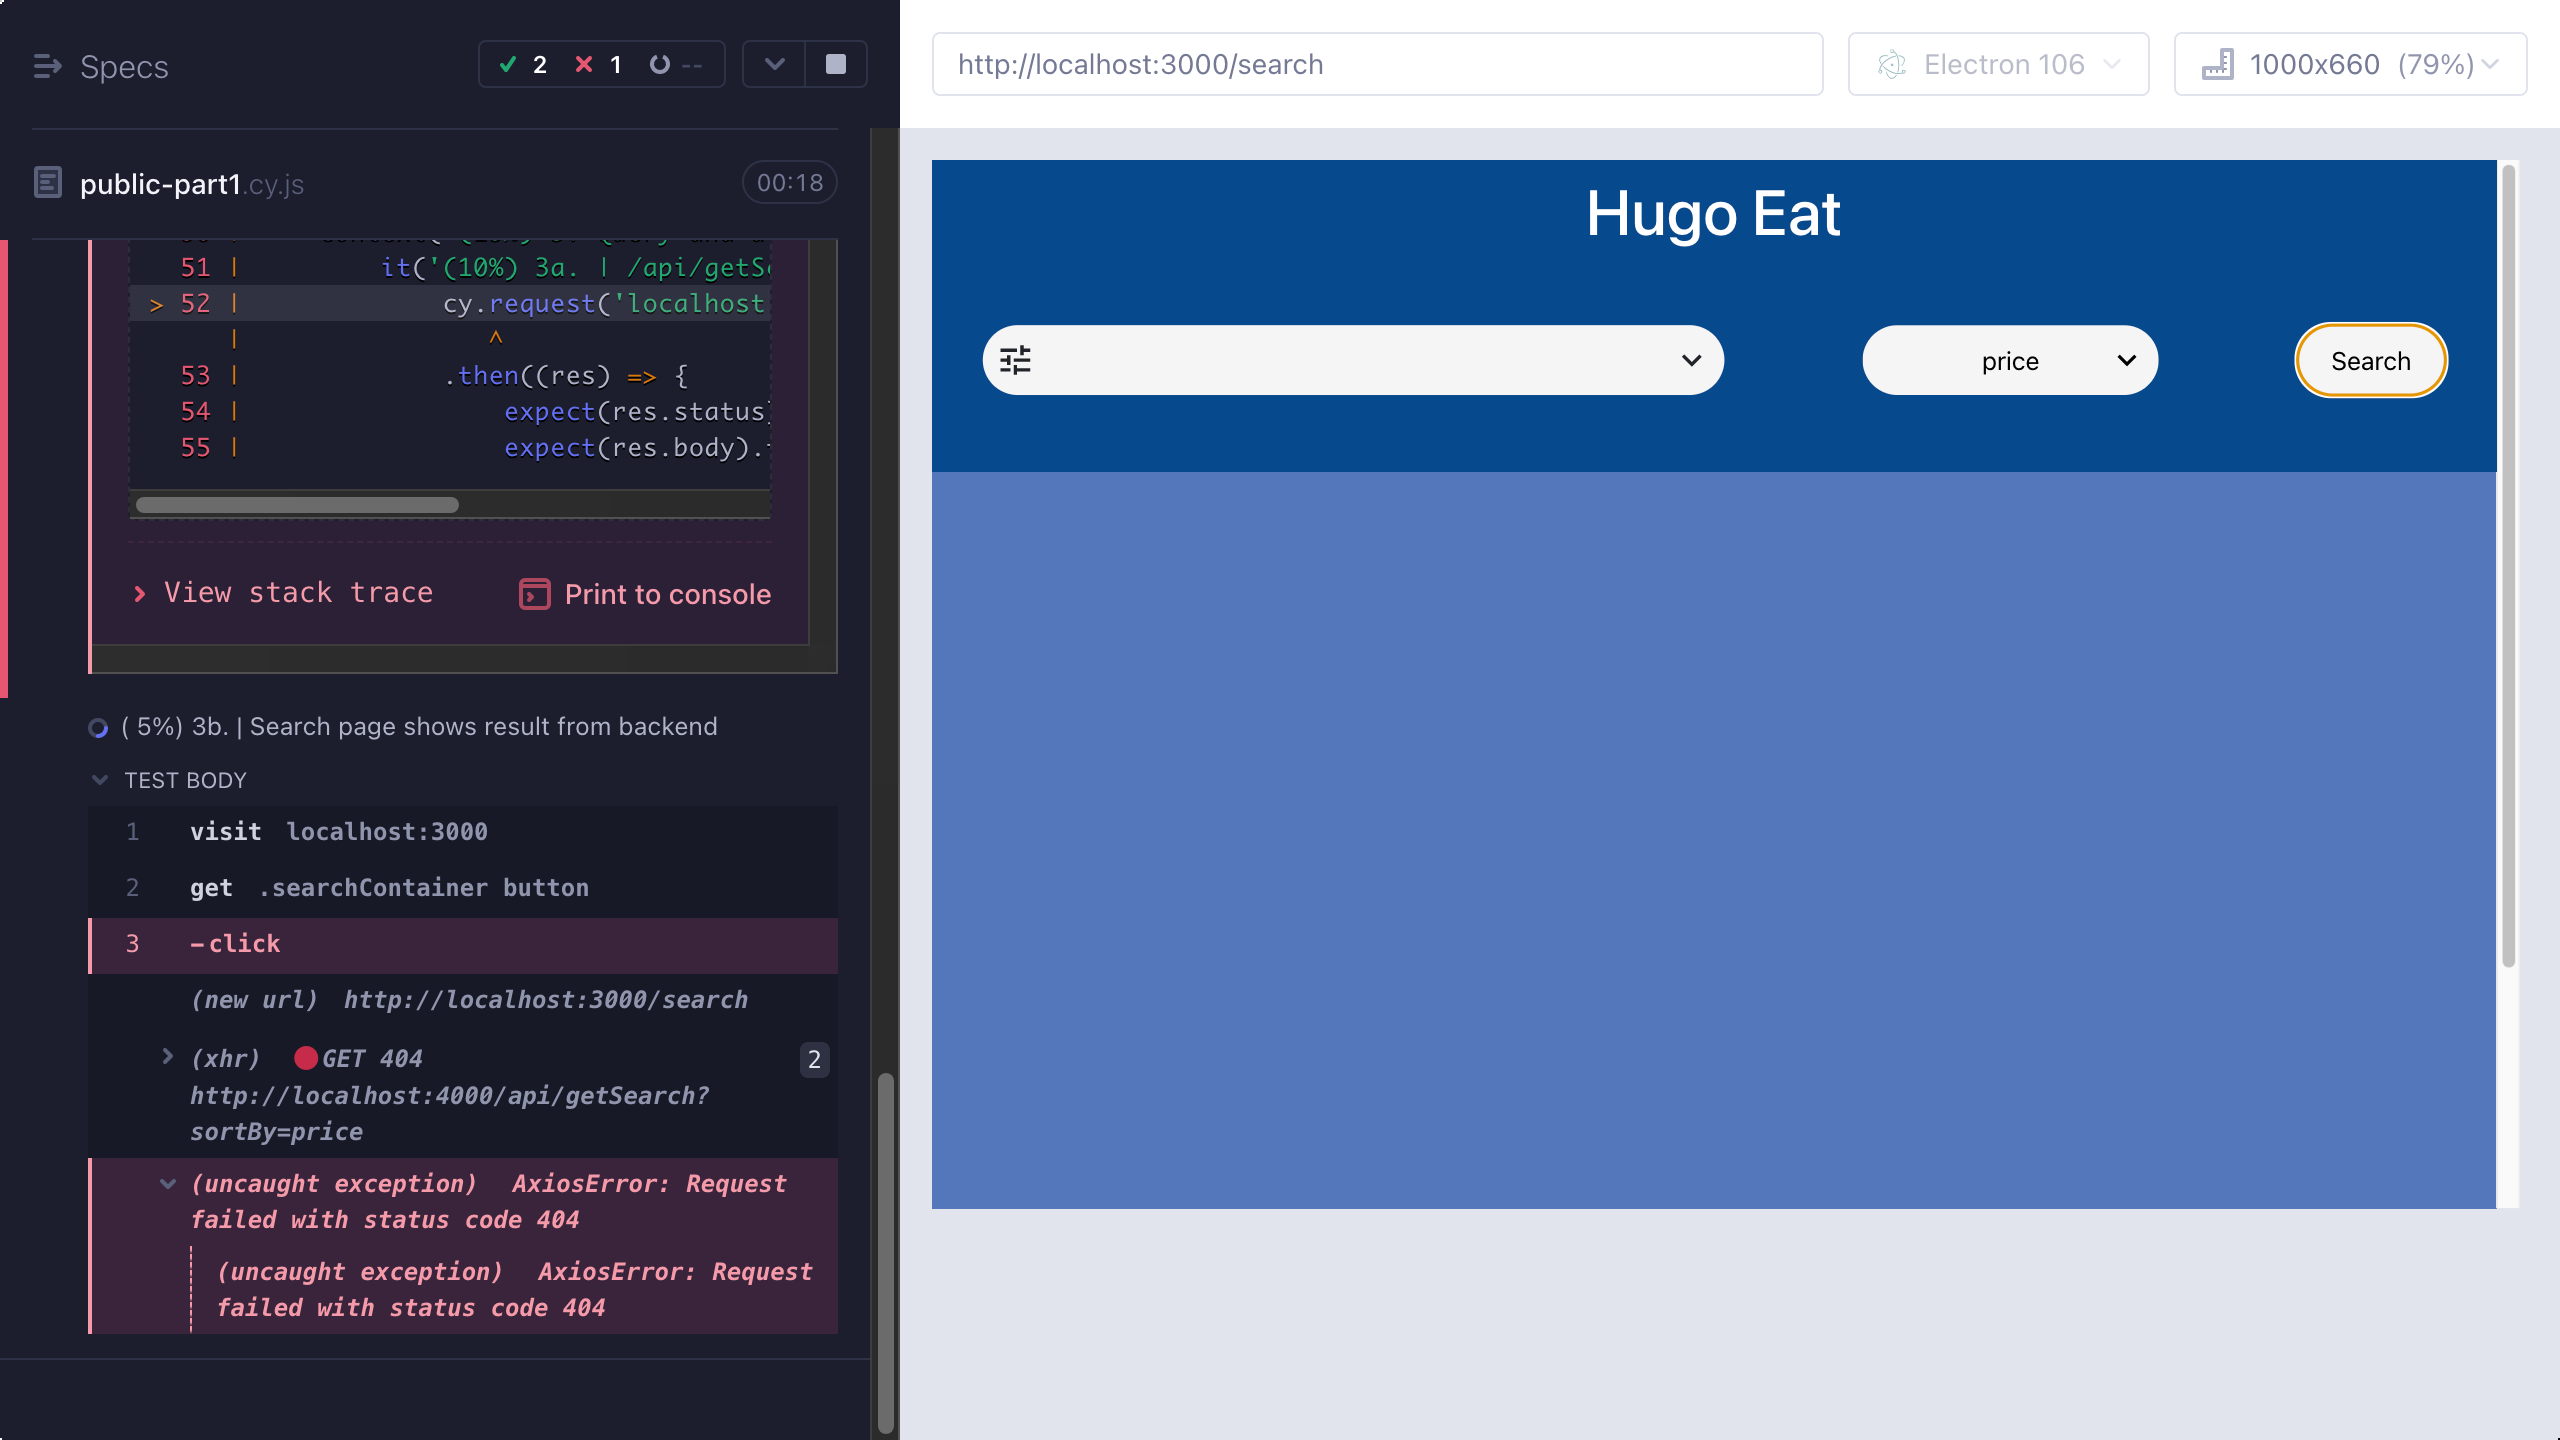 Specs
2
1
--
public-part1.cy.js
00:18
51 | it('(10%) 3a. | /api/getS
> 52 | cy.request('localhost
| ^
53 | .then((res) => {
54 | expect(res.status
55 | expect(res.body).
View stack trace
Print to console
( 5%) 3b. | Search page shows result from backend
TEST BODY
1 visit localhost:3000
2 get .searchContainer button
3 -click
(new url) http://localhost:3000/search
(xhr) GET 404
2
http://localhost:4000/api/getSearch?
sortBy=price
(uncaught exception) AxiosError: Request
failed with status code 404
(uncaught exception) AxiosError: Request
failed with status code 404
http://localhost:3000/search
Electron 106
1000x660 (79%)
Hugo Eat
price
Search